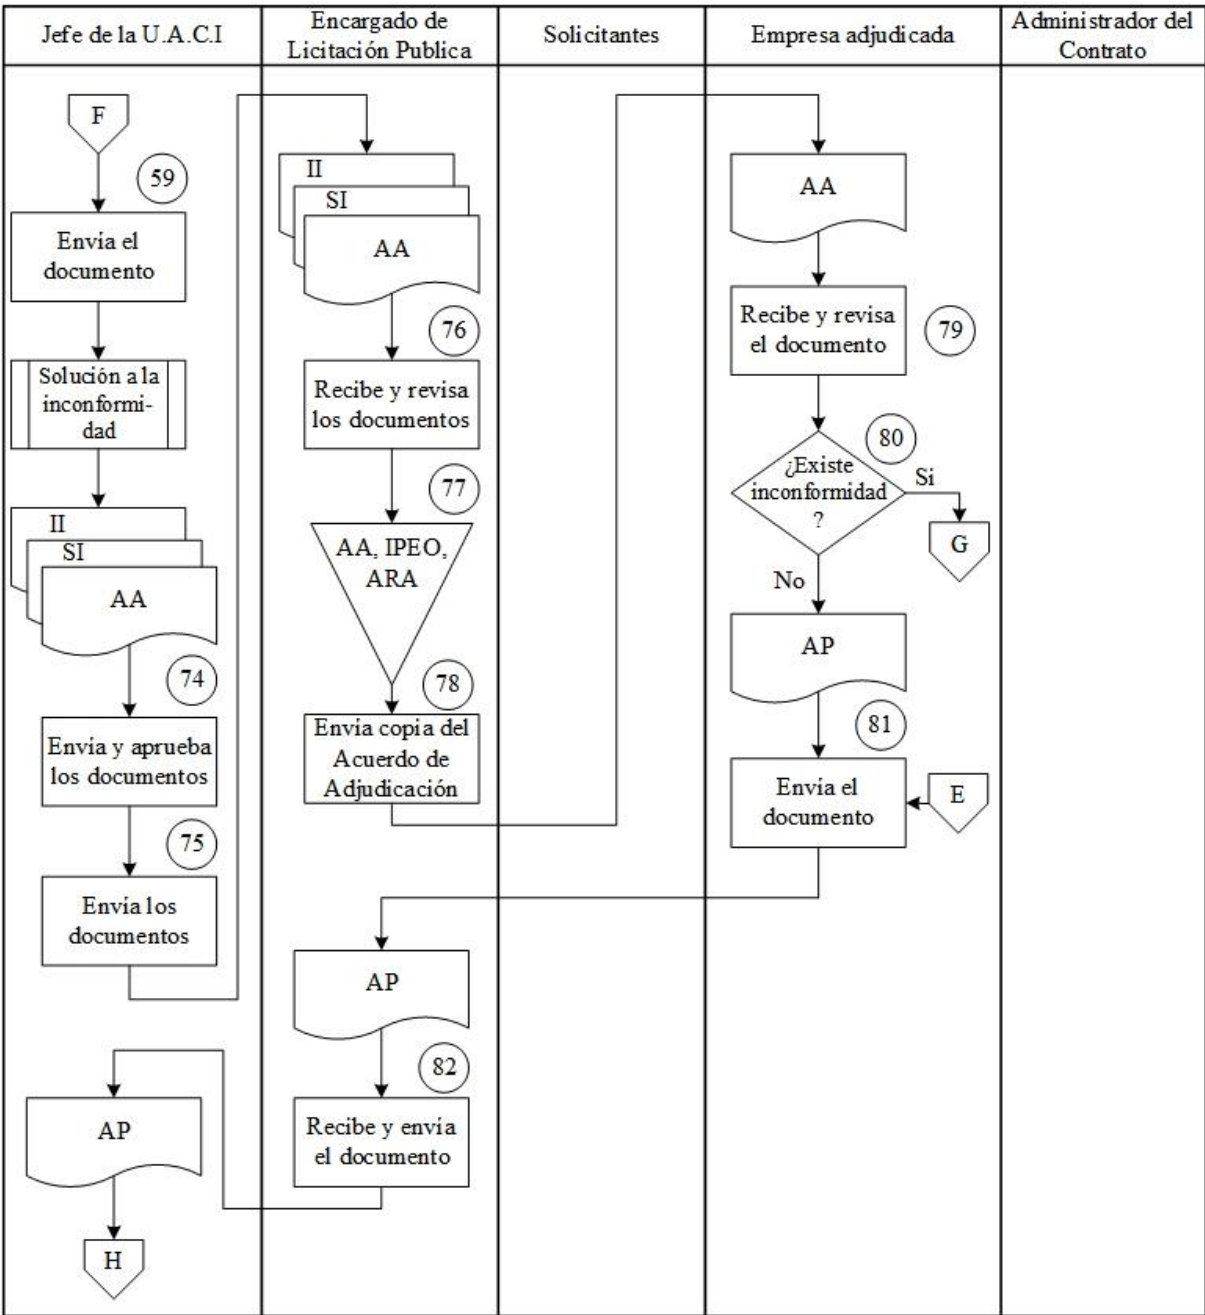 Jefe de la U.A.C.I
Encargado de
Licitación Publica
Solicitantes
Empresa adjudicada
Administrador del
Contrato
F
59
Envía el
documento
Solución a la
inconformi-
dad
II
SI
AA
74
Envía y aprueba
los documentos
75
Envía los
documentos
II
SI
AA
76
Recibe y revisa
los documentos
77
AA, IPEO,
ARA
78
Envía copia del
Acuerdo de
Adjudicación
AA
Recibe y revisa
el documento
79
80
¿Existe
inconformidad
?
Si
G
No
AP
81
Envía el
documento
E
AP
82
Recibe y envía
el documento
AP
H